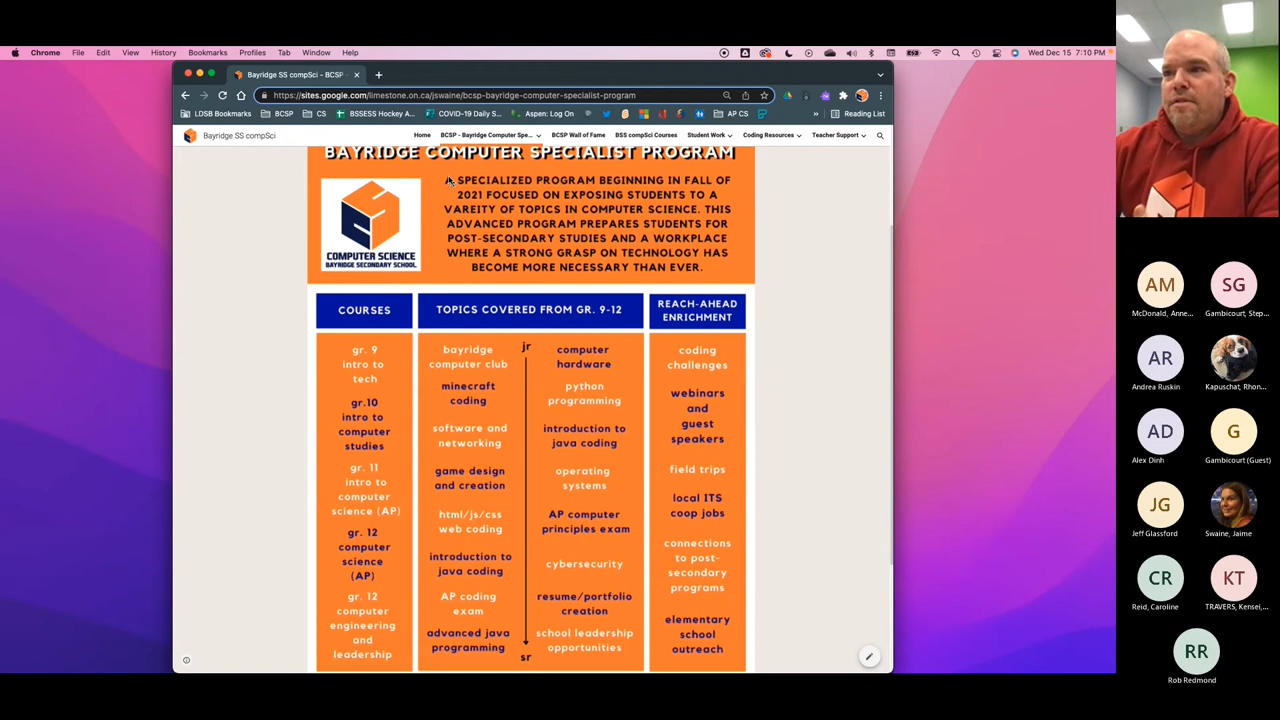 Chrome File Edit View History Bookmarks Profiles Tab Window Help
Wed Dec 15 7:10 PM
Bayridge SS compSci - BCSP
https://sites.google.com/limestone.on.ca/jswaine/bcsp-bayridge-computer-specialist-program
LDSB Bookmarks BCSP CS BSSESS Hockey A... COVID-19 Daily S... Aspen: Log On AP CS » Reading List
Bayridge SS compSci
Home BCSP - Bayridge Computer Spe... BCSP Wall of Fame BSS compSci Courses Student Work Coding Resources Teacher Support
BAYRIDGE COMPUTER SPECIALIST PROGRAM
A SPECIALIZED PROGRAM BEGINNING IN FALL OF
2021 FOCUSED ON EXPOSING STUDENTS TO A
VAREITY OF TOPICS IN COMPUTER SCIENCE. THIS
ADVANCED PROGRAM PREPARES STUDENTS FOR
POST-SECONDARY STUDIES AND A WORKPLACE
WHERE A STRONG GRASP ON TECHNOLOGY HAS
BECOME MORE NECESSARY THAN EVER.
COMPUTER SCIENCE
BAYRIDGE SECONDARY SCHOOL
COURSES
gr. 9
intro to
tech
gr.10
intro to
computer
studies
gr. 11
intro to
computer
science (AP)
gr. 12
computer
science
(AP)
gr. 12
computer
engineering
and
leadership
TOPICS COVERED FROM GR. 9-12
jr
bayridge
computer club
minecraft
coding
software and
networking
game design
and creation
html/js/css
web coding
introduction to
java coding
AP coding
exam
advanced java
programming
computer
hardware
python
programming
introduction to
java coding
operating
systems
AP computer
principles exam
cybersecurity
resume/portfolio
creation
school leadership
opportunities
sr
REACH-AHEAD
ENRICHMENT
coding
challenges
webinars
and
guest
speakers
field trips
local ITS
coop jobs
connections
to post-
secondary
programs
elementary
school
outreach
AM
McDonald, Anne...
SG
Gambicourt, Step...
AR
Andrea Ruskin
Kapuschat, Rhon...
AD
Alex Dinh
G
Gambicourt (Guest)
JG
Jeff Glassford
Swaine, Jaime
CR
Reid, Caroline
KT
TRAVERS, Kensei,...
RR
Rob Redmond